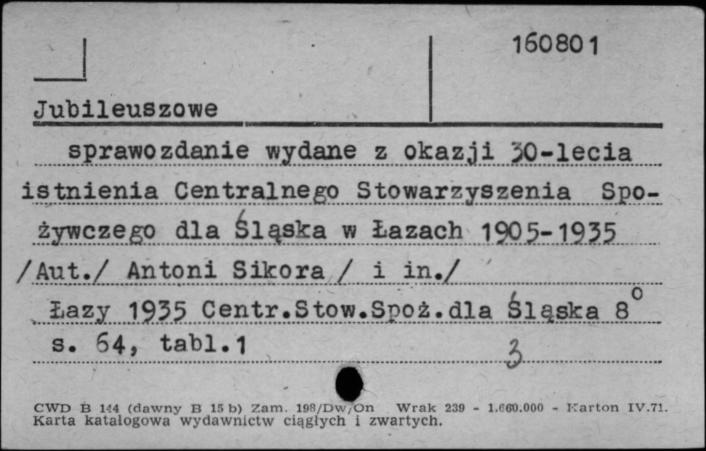 160801
Jubileuszowe
sprawozdanie wydane z okazji 30-lecia
istnienia Centralnego Stowarzyszenia Spo-
żywczego dla Śląska w Łazach 1905-1935
/Aut./ Antoni Sikora / i in./
Łazy 1935 Centr.Stow.Spoż.dla Śląska 8°
s. 64, tabl.1
3
CWD B 144 (dawny B 15 b) Zam. 198/Dw/On Wrak 239 - 1.660.000 - Karton IV.71.
Karta katalogowa wydawnictw ciągłych i zwartych.